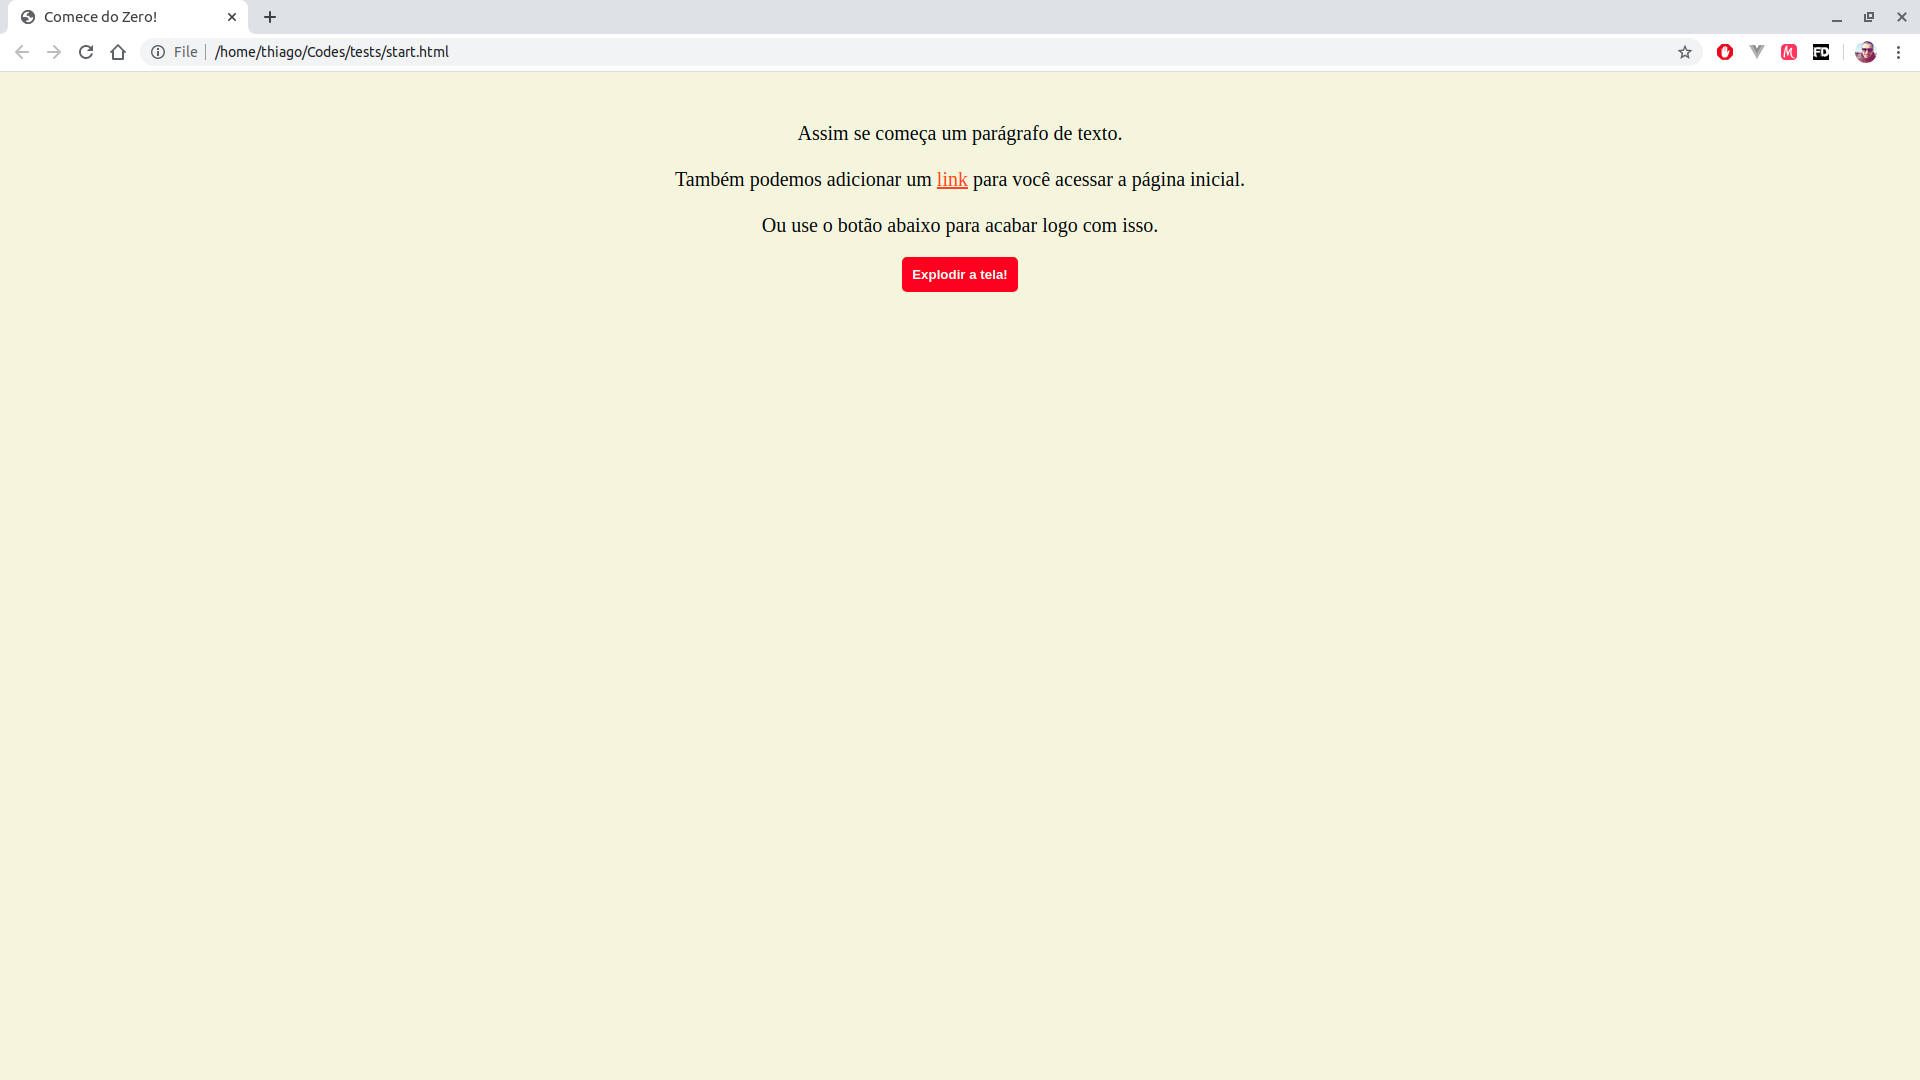 Comece do Zero!
File
/home/thiago/Codes/tests/start.html
FD
Assim se começa um parágrafo de texto.
Também podemos adicionar um link para você acessar a página inicial.
Ou use o botão abaixo para acabar logo com isso.
Explodir a tela!